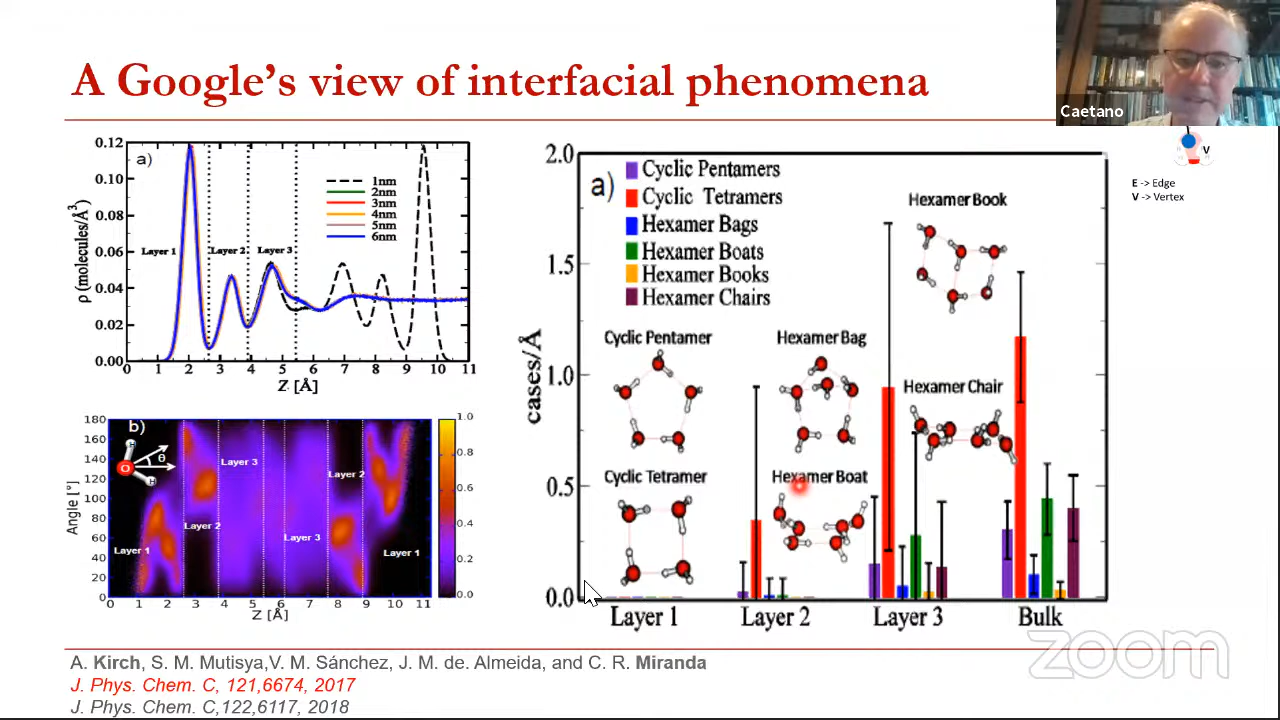 A Google's view of interfacial phenomena
Caetano
V
E -> Edge
V -> Vertex
a)
0.12
0.10
0.08
0.06
0.04
0.02
0.00
ρ (molecules/Å³)
1nm
2nm
3nm
4nm
5nm
6nm
Layer 1
Layer 2
Layer 3
0 1 2 3 4 5 6 7 8 9 10 11
Z [Å]
b)
180
160
140
120
100
80
60
40
20
0
Angle [°]
H
O
H
θ
Layer 3
Layer 2
Layer 2
Layer 3
Layer 1
Layer 1
1.0
0.8
0.6
0.4
0.2
0.0
0 1 2 3 4 5 6 7 8 9 10 11
Z [Å]
a)
2.0
1.5
1.0
0.5
0.0
cases/Å
Cyclic Pentamers
Cyclic Tetramers
Hexamer Bags
Hexamer Boats
Hexamer Books
Hexamer Chairs
Hexamer Book
Cyclic Pentamer
Hexamer Bag
Hexamer Chair
Cyclic Tetramer
Hexamer Boat
Layer 1 Layer 2 Layer 3 Bulk
zoom
A. Kirch, S. M. Mutisya,V. M. Sánchez, J. M. de. Almeida, and C. R. Miranda
J. Phys. Chem. C, 121,6674, 2017
J. Phys. Chem. C,122,6117, 2018